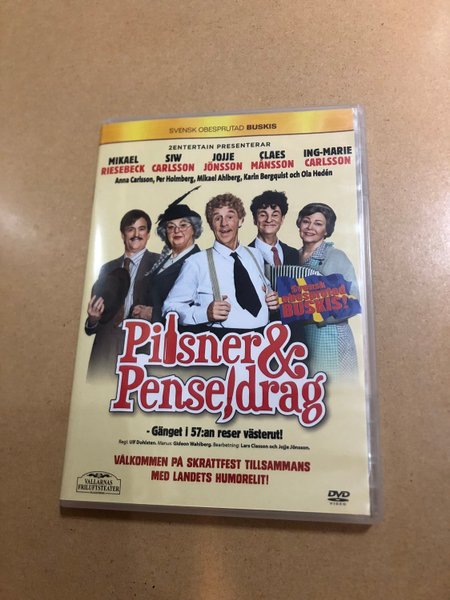 SVENSK OBESPRUTAD BUSKIS
2ENTERTAIN PRESENTERAR
MIKAEL RIESEBECK
SIW CARLSSON
JOJJE JÖNSSON
CLAES MÅNSSON
ING-MARIE CARLSSON
Anna Carlsson, Per Holmberg, Mikael Ahlberg, Karin Bergquist och Ola Hedén
Svensk
obesprutad
BUSKIS!
Pilsner &
Penseldrag
- Gänget i 57:an reser västerut!
Regi: Ulf Dohlsten. Manus: Gideon Wahlberg. Bearbetning: Lars Classon och Jojje Jönsson.
VÄLKOMMEN PÅ SKRATTFEST TILLSAMMANS
MED LANDETS HUMORELIT!
VALLARNAS
FRILUFTSTEATER
DVD
VIDEO